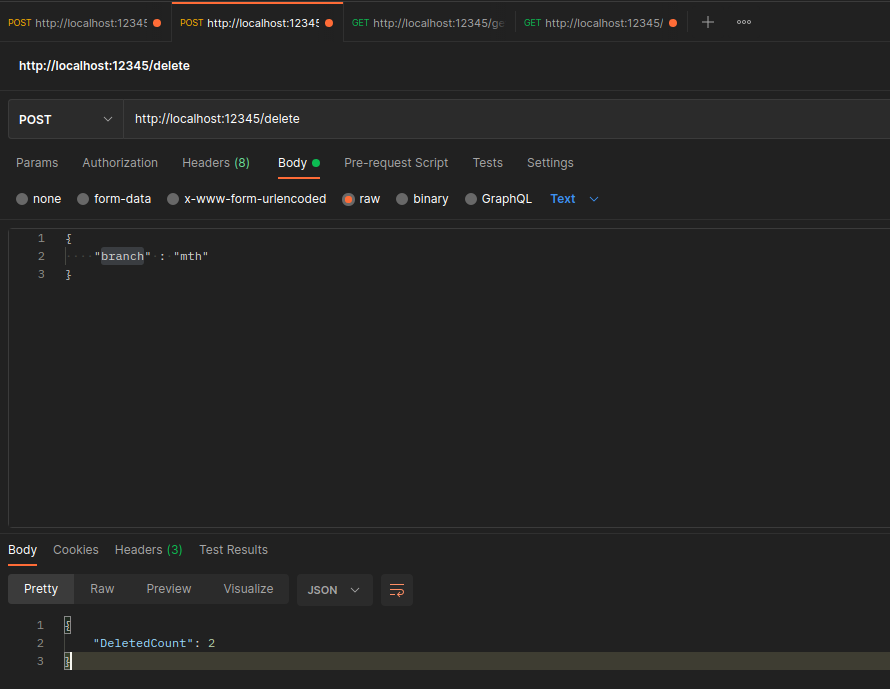 POST http://localhost:12345 POST http://localhost:12345 GET http://localhost:12345/ge GET http://localhost:12345/
http://localhost:12345/delete
POST http://localhost:12345/delete
Params Authorization Headers (8) Body Pre-request Script Tests Settings
none form-data x-www-form-urlencoded raw binary GraphQL Text
1 {
2 "branch" : "mth"
3 }
Body Cookies Headers (3) Test Results
Pretty Raw Preview Visualize JSON
1 {
2 "DeletedCount": 2
3 }